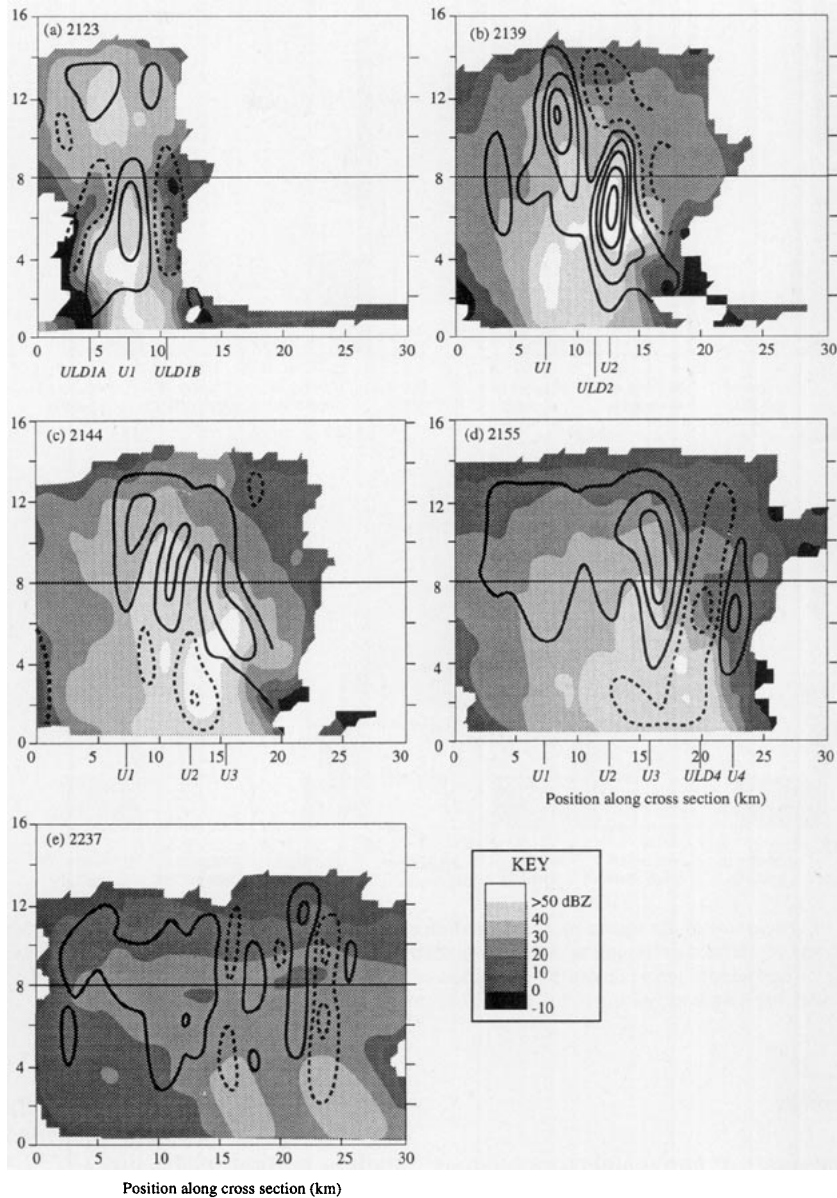 16
(a) 2123
12
8
4
0
0 5 10 15 20 25 30
ULD1A U1 ULD1B
16
(b) 2139
12
8
4
0
0 5 10 15 20 25 30
U1 U2
ULD2
16
(c) 2144
12
8
4
0
0 5 10 15 20 25 30
U1 U2 U3
16
(d) 2155
12
8
4
0
0 5 10 15 20 25 30
U1 U2 U3 ULD4 U4
Position along cross section (km)
16
(e) 2237
12
8
4
0
0 5 10 15 20 25 30
Position along cross section (km)
KEY
>50 dBZ
40
30
20
10
0
-10